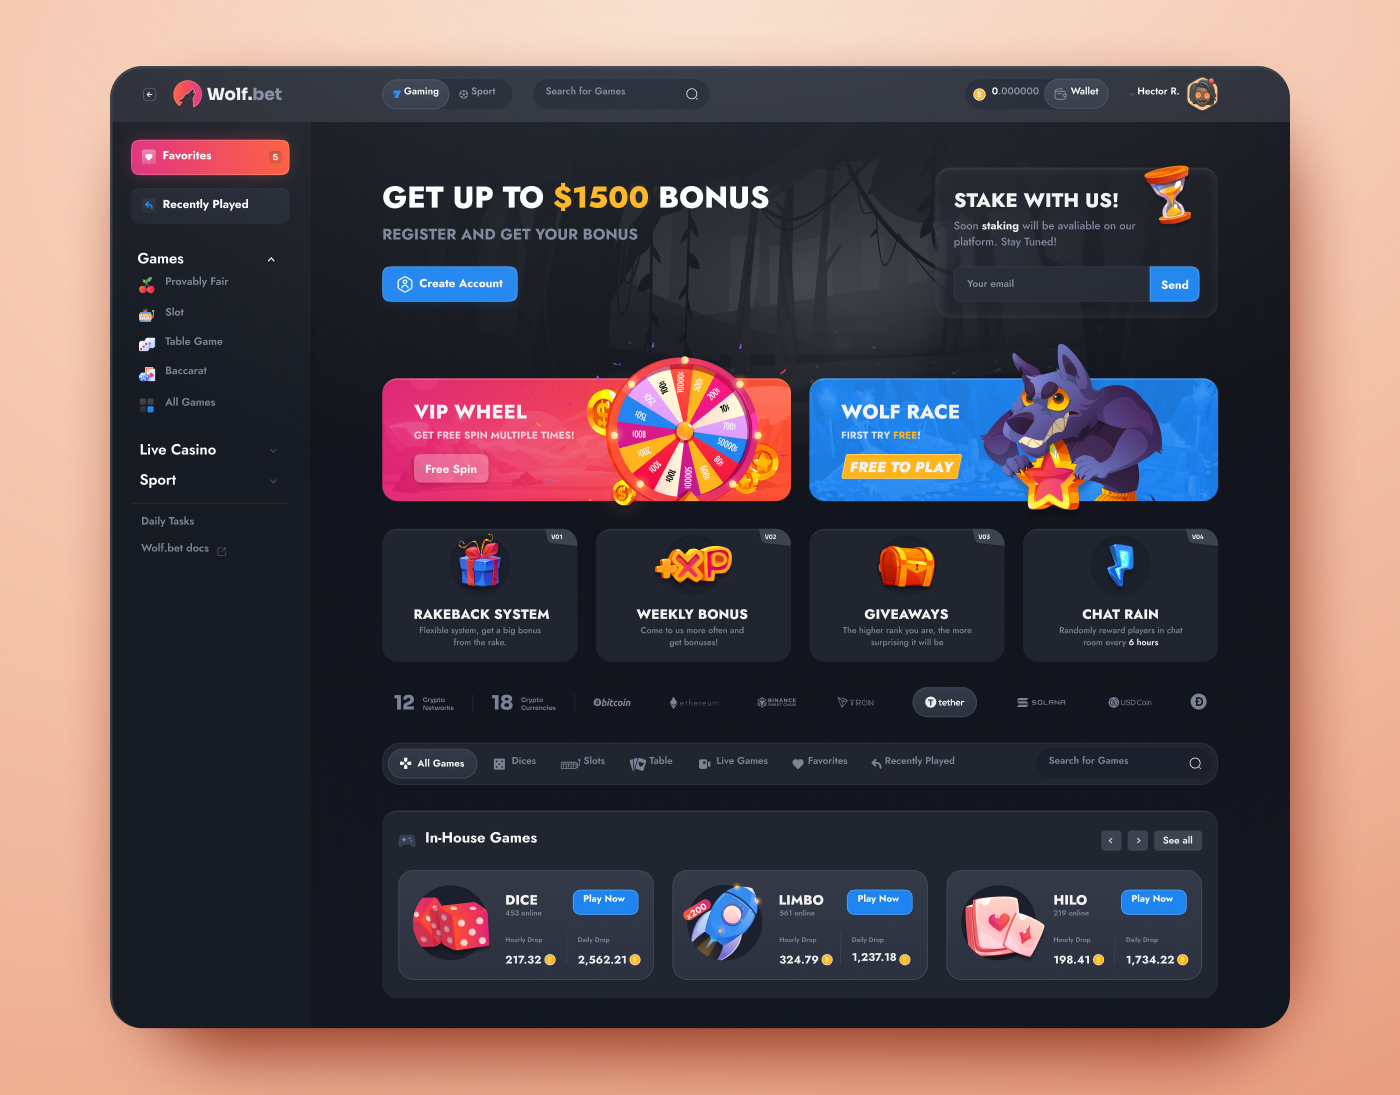 Wolf.bet
Gaming
Sport
Search for Games
0.000000
Wallet
Hector R.
Favorites
5
Recently Played
Games
Provably Fair
Slot
Table Game
Baccarat
All Games
Live Casino
Sport
Daily Tasks
Wolf.bet docs
GET UP TO $1500 BONUS
REGISTER AND GET YOUR BONUS
Create Account
STAKE WITH US!
Soon staking will be avaliable on our
platform. Stay Tuned!
Your email
Send
VIP WHEEL
GET FREE SPIN MULTIPLE TIMES!
Free Spin
WOLF RACE
FIRST TRY FREE!
FREE TO PLAY
V01
RAKEBACK SYSTEM
Flexible system, get a big bonus
from the rake.
V02
+XP
WEEKLY BONUS
Come to us more often and
get bonuses!
V03
GIVEAWAYS
The higher rank you are, the more
surprising it will be
V04
CHAT RAIN
Randomly reward players in chat
room every 6 hours
12 Crypto
Networks
18 Crypto
Currencies
bitcoin
ethereum
BINANCE
SMART CHAIN
TRON
tether
SOLANA
USD Coin
All Games
Dices
Slots
Table
Live Games
Favorites
Recently Played
Search for Games
In-House Games
See all
DICE
453 online
Play Now
Hourly Drop
217.32
Daily Drop
2,562.21
x200
LIMBO
561 online
Play Now
Hourly Drop
324.79
Daily Drop
1,237.18
HILO
219 online
Play Now
Hourly Drop
198.41
Daily Drop
1,734.22